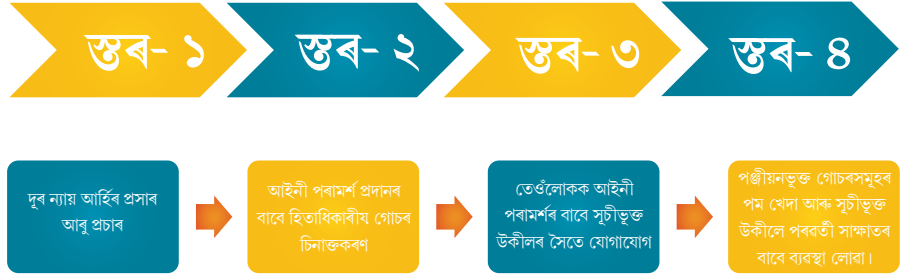 স্তৰ- ১
স্তৰ- ২
স্তৰ- ৩
স্তৰ- ৪
দূৰ ন্যায় আৰ্হিৰ প্ৰসাৰ
আৰু প্ৰচাৰ
আইনী পৰামৰ্শ প্ৰদানৰ
বাবে হিতাধিকাৰীয গোচৰ
চিনাক্তকৰণ
তেওঁলোকক আইনী
পৰামৰ্শৰ বাবে সূচীভূক্ত
উকীলৰ সৈতে যোগাযোগ
পঞ্জীয়নভূক্ত গোচৰসমূহৰ
পম খেদা আৰু সূচীভূক্ত
উকীলে পৰৱৰ্তী সাক্ষাতৰ
বাবে ব্যৱস্থা লোৱা।